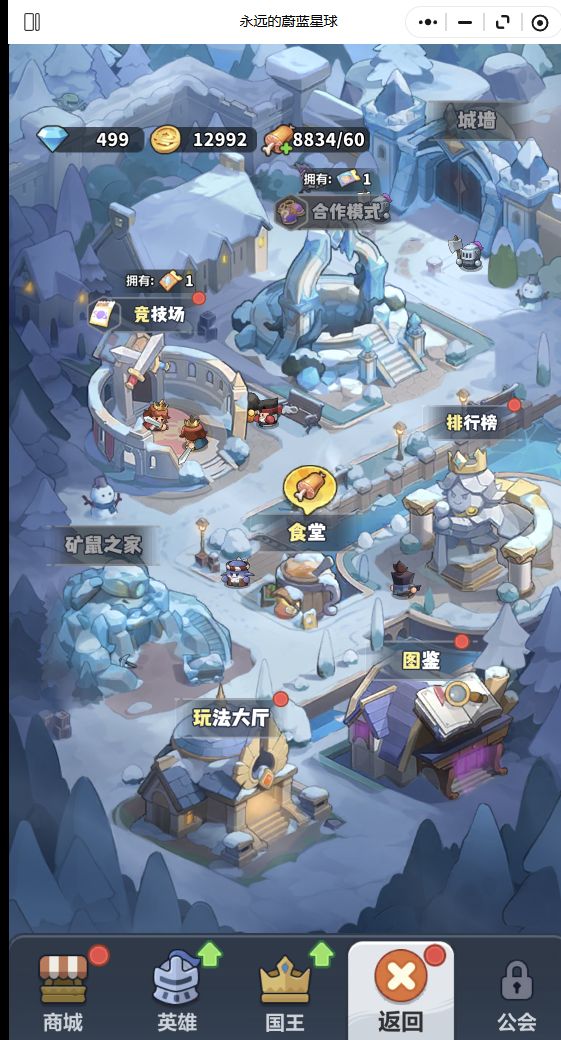 永远的蔚蓝星球
城墙
499
12992
8834/60
拥有: 1
合作模式
拥有: 1
竞技场
排行榜
食堂
矿鼠之家
图鉴
玩法大厅
商城
英雄
国王
返回
公会